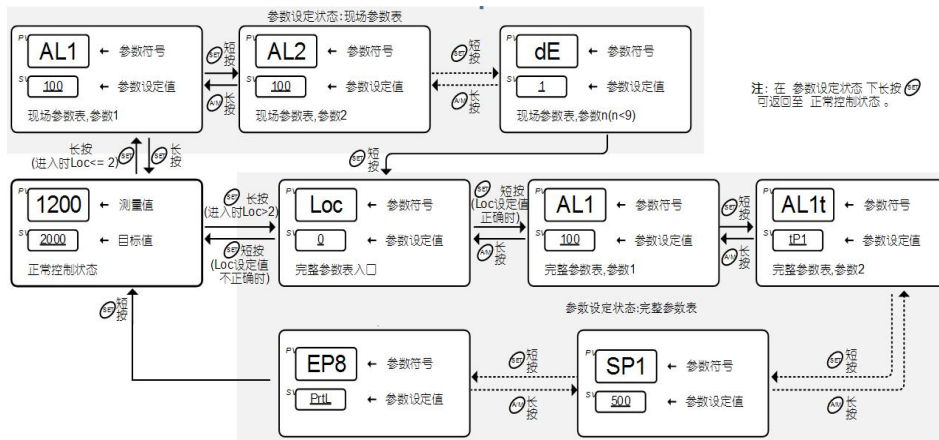 参数设定状态:现场参数表
PV
AL1
← 参数符号
SV
100
← 参数设定值
现场参数表,参数1
SET 短按
A/M 长按
PV
AL2
← 参数符号
SV
100
← 参数设定值
现场参数表,参数2
SET 短按
A/M 长按
PV
dE
← 参数符号
SV
1
← 参数设定值
现场参数表,参数n(n<9)
注: 在 参数设定状态 下长按 SET
可返回至 正常控制状态 。
长按
(进入时Loc<= 2) SET
SET 长按
SET 短按
1200
← 测量值
2000
← 目标值
正常控制状态
SET 长按
(进入时Loc>2)
SET 短按
(Loc设定值
不正确时)
PV
Loc
← 参数符号
SV
0
← 参数设定值
完整参数表入口
SET 短按
(Loc设定值
正确时)
A/M 长按
PV
AL1
← 参数符号
SV
100
← 参数设定值
完整参数表,参数1
SET 短按
A/M 长按
PV
AL1t
← 参数符号
SV
tP1
← 参数设定值
完整参数表,参数2
参数设定状态:完整参数表
SET 短按
PV
EP8
← 参数符号
SV
PrtL
← 参数设定值
SET 短按
A/M 长按
PV
SP1
← 参数符号
SV
500
← 参数设定值
SET 短按
A/M 长按